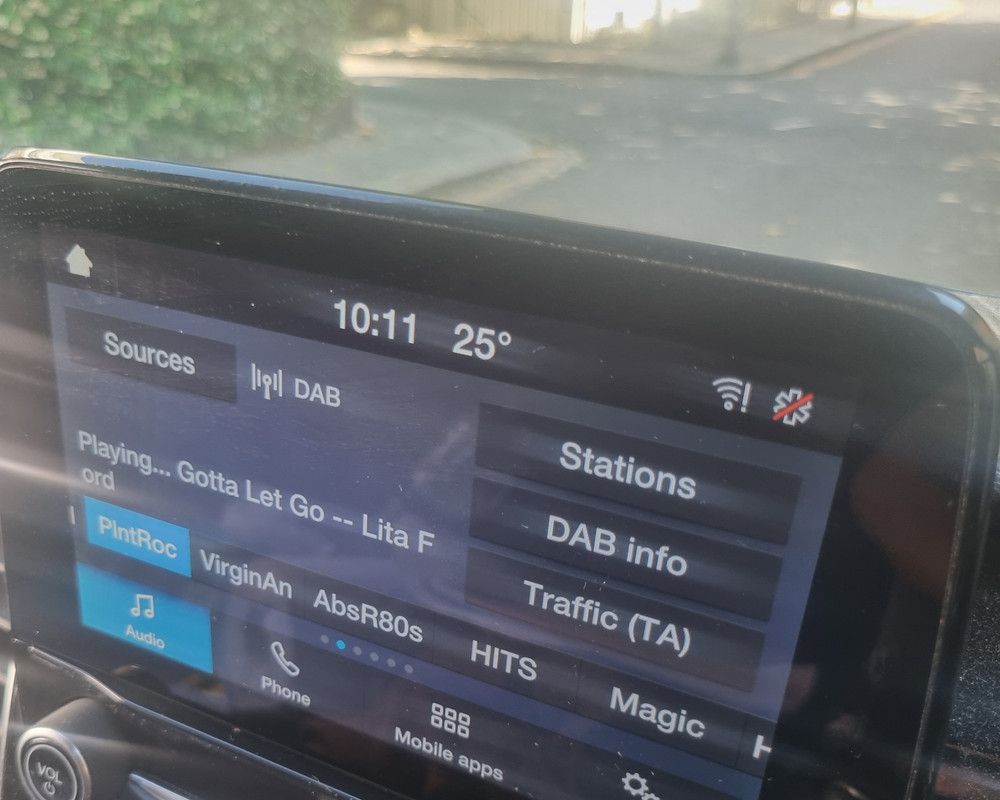 10:11 25°
Sources
DAB
Stations
Playing... Gotta Let Go -- Lita F
ord
DAB info
Traffic (TA)
PlntRoc
VirginAn
AbsR80s
HITS
Magic
H
Audio
Phone
Mobile apps
VOL